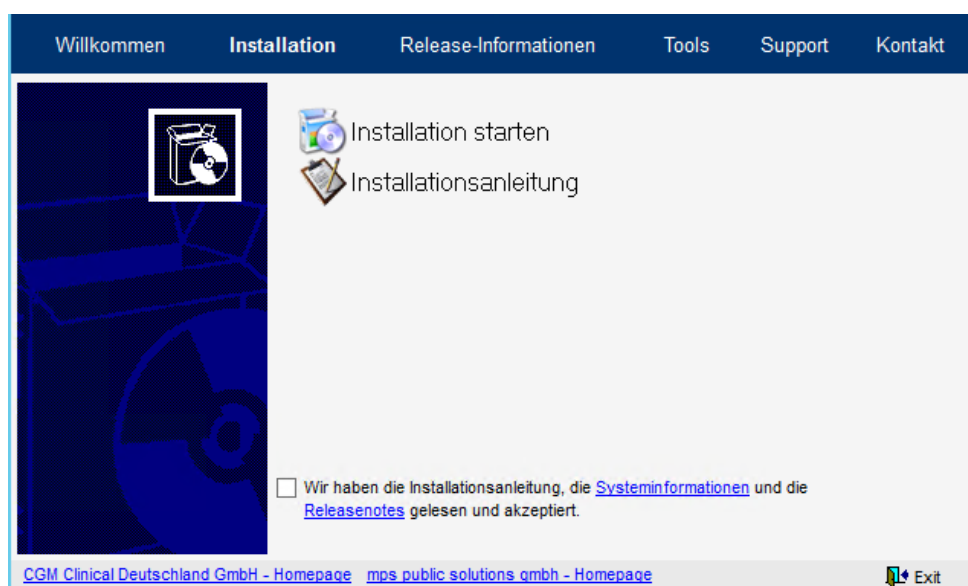 Willkommen Installation Release-Informationen Tools Support Kontakt
Installation starten
Installationsanleitung
Wir haben die Installationsanleitung, die Systeminformationen und die
Releasenotes gelesen und akzeptiert.
CGM Clinical Deutschland GmbH - Homepage mps public solutions gmbh - Homepage Exit